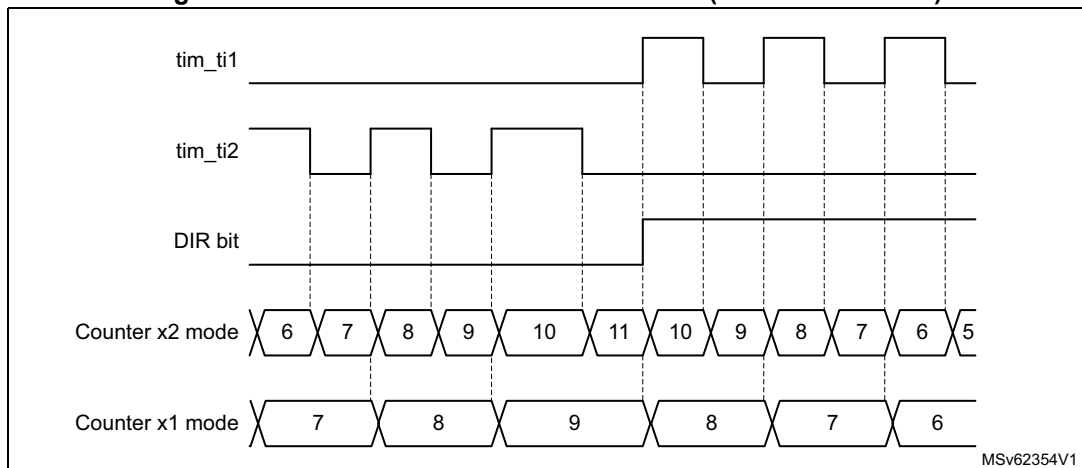 tim_ti1
tim_ti2
DIR bit
Counter x2 mode 6 7 8 9 10 11 10 9 8 7 6 5
Counter x1 mode 7 8 9 8 7 6
MSv62354V1